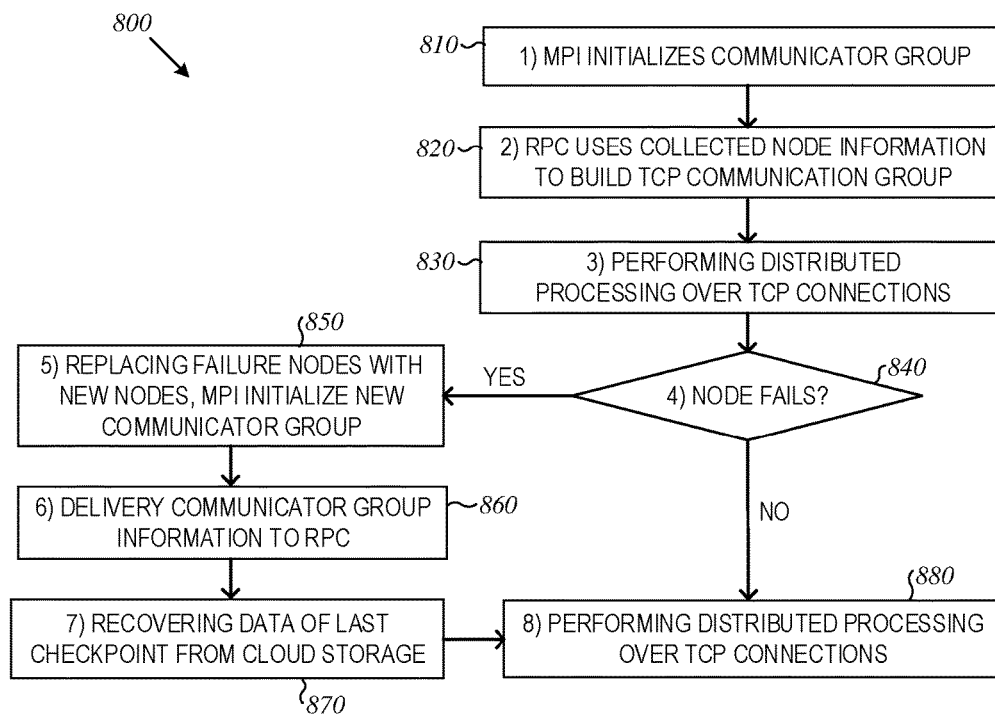 800
810
1) MPI INITIALIZES COMMUNICATOR GROUP
820
2) RPC USES COLLECTED NODE INFORMATION
TO BUILD TCP COMMUNICATION GROUP
830
3) PERFORMING DISTRIBUTED
PROCESSING OVER TCP CONNECTIONS
840
4) NODE FAILS?
YES
850
5) REPLACING FAILURE NODES WITH
NEW NODES, MPI INITIALIZE NEW
COMMUNICATOR GROUP
6) DELIVERY COMMUNICATOR GROUP
INFORMATION TO RPC
860
NO
7) RECOVERING DATA OF LAST
CHECKPOINT FROM CLOUD STORAGE
870
880
8) PERFORMING DISTRIBUTED PROCESSING
OVER TCP CONNECTIONS